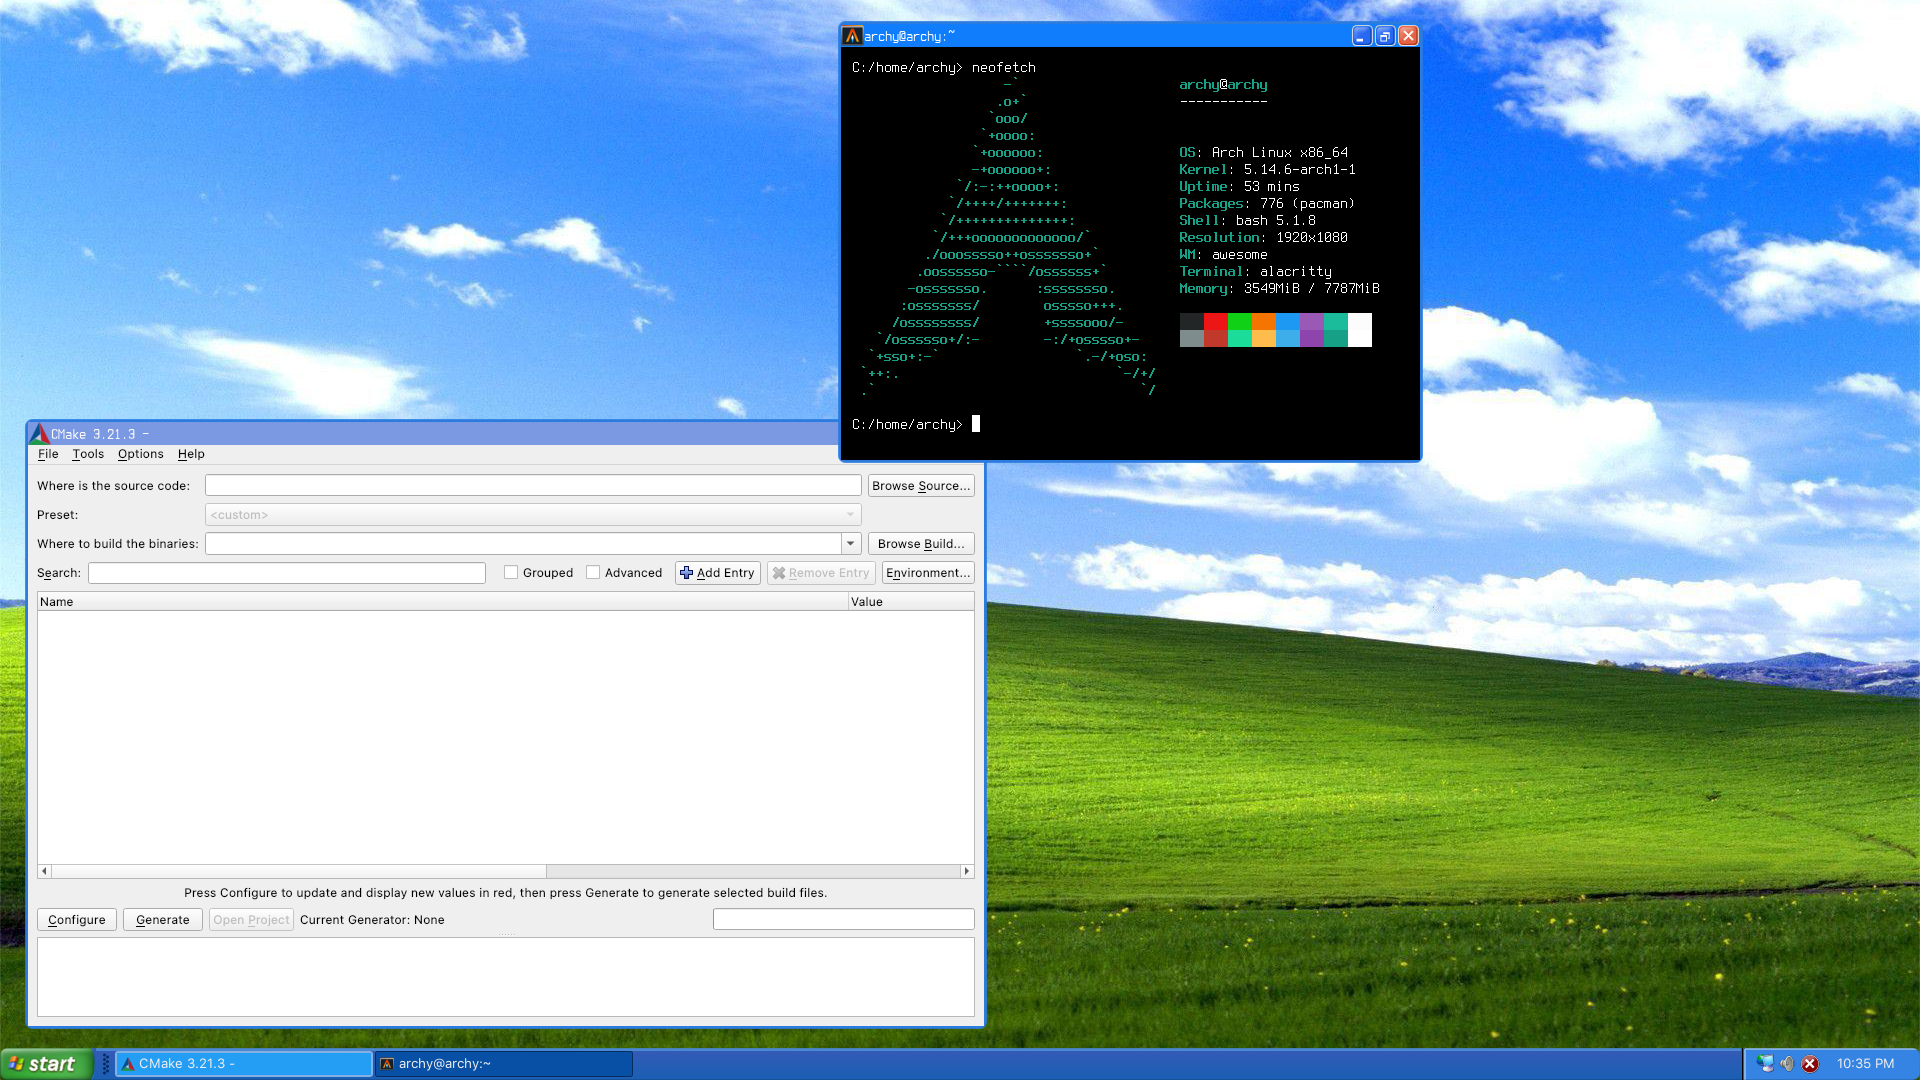 archy@archy:~
C:/home/archy> neofetch
archy@archy
-----------
OS: Arch Linux x86_64
Kernel: 5.14.6-arch1-1
Uptime: 53 mins
Packages: 776 (pacman)
Shell: bash 5.1.8
Resolution: 1920x1080
WM: awesome
Terminal: alacritty
Memory: 3549MiB / 7787MiB
C:/home/archy>
CMake 3.21.3 -
File Tools Options Help
Where is the source code: Browse Source...
Preset: <custom>
Where to build the binaries: Browse Build...
Search: Grouped Advanced Add Entry Remove Entry Environment...
Name Value
Press Configure to update and display new values in red, then press Generate to generate selected build files.
Configure Generate Open Project Current Generator: None
start CMake 3.21.3 - archy@archy:~ 10:35 PM